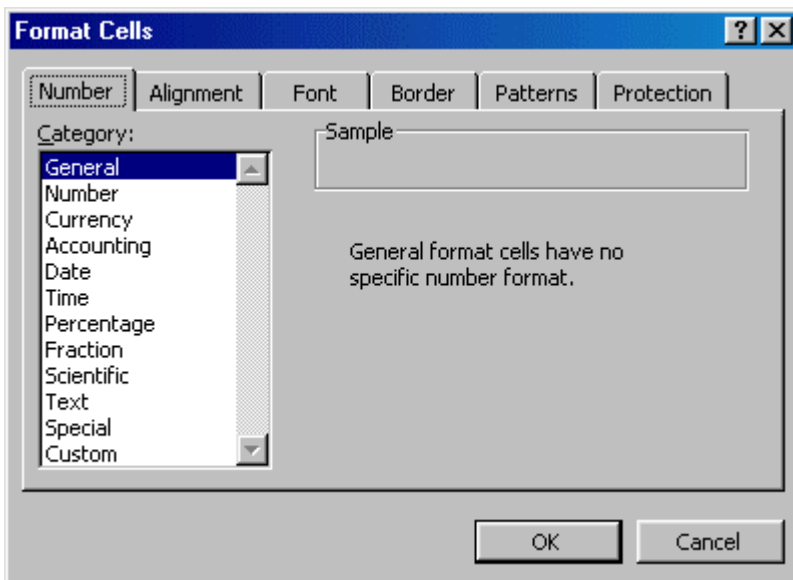 Format Cells
Number Alignment Font Border Patterns Protection
Category:
General
Number
Currency
Accounting
Date
Time
Percentage
Fraction
Scientific
Text
Special
Custom
Sample
General format cells have no
specific number format.
OK Cancel